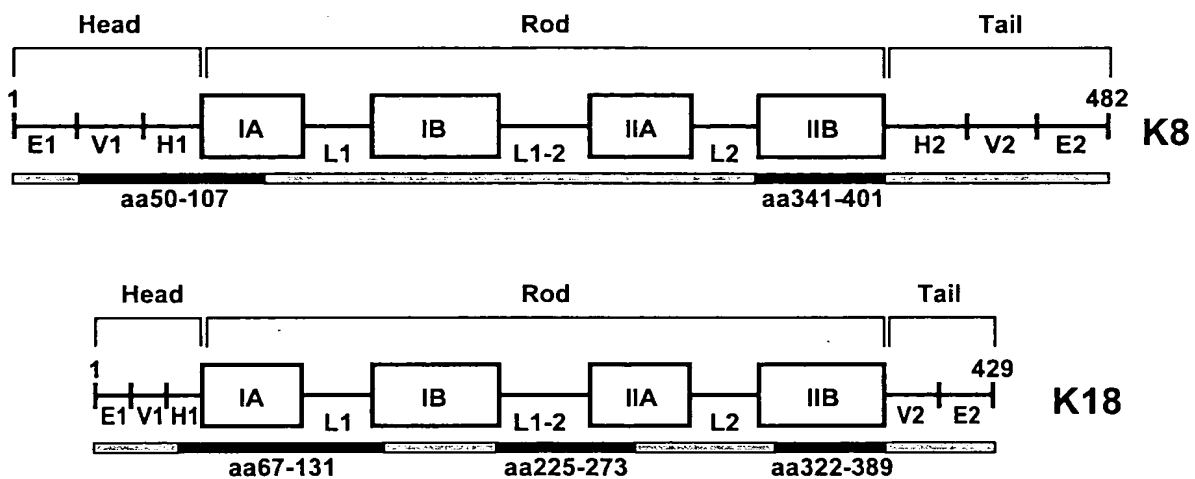 Head Rod Tail
1 482
IA IB IIA IIB K8
E1 V1 H1 L1 L1-2 L2 H2 V2 E2
aa50-107 aa341-401
Head Rod Tail
1 429
IA IB IIA IIB K18
E1 V1 H1 L1 L1-2 L2 V2 E2
aa67-131 aa225-273 aa322-389